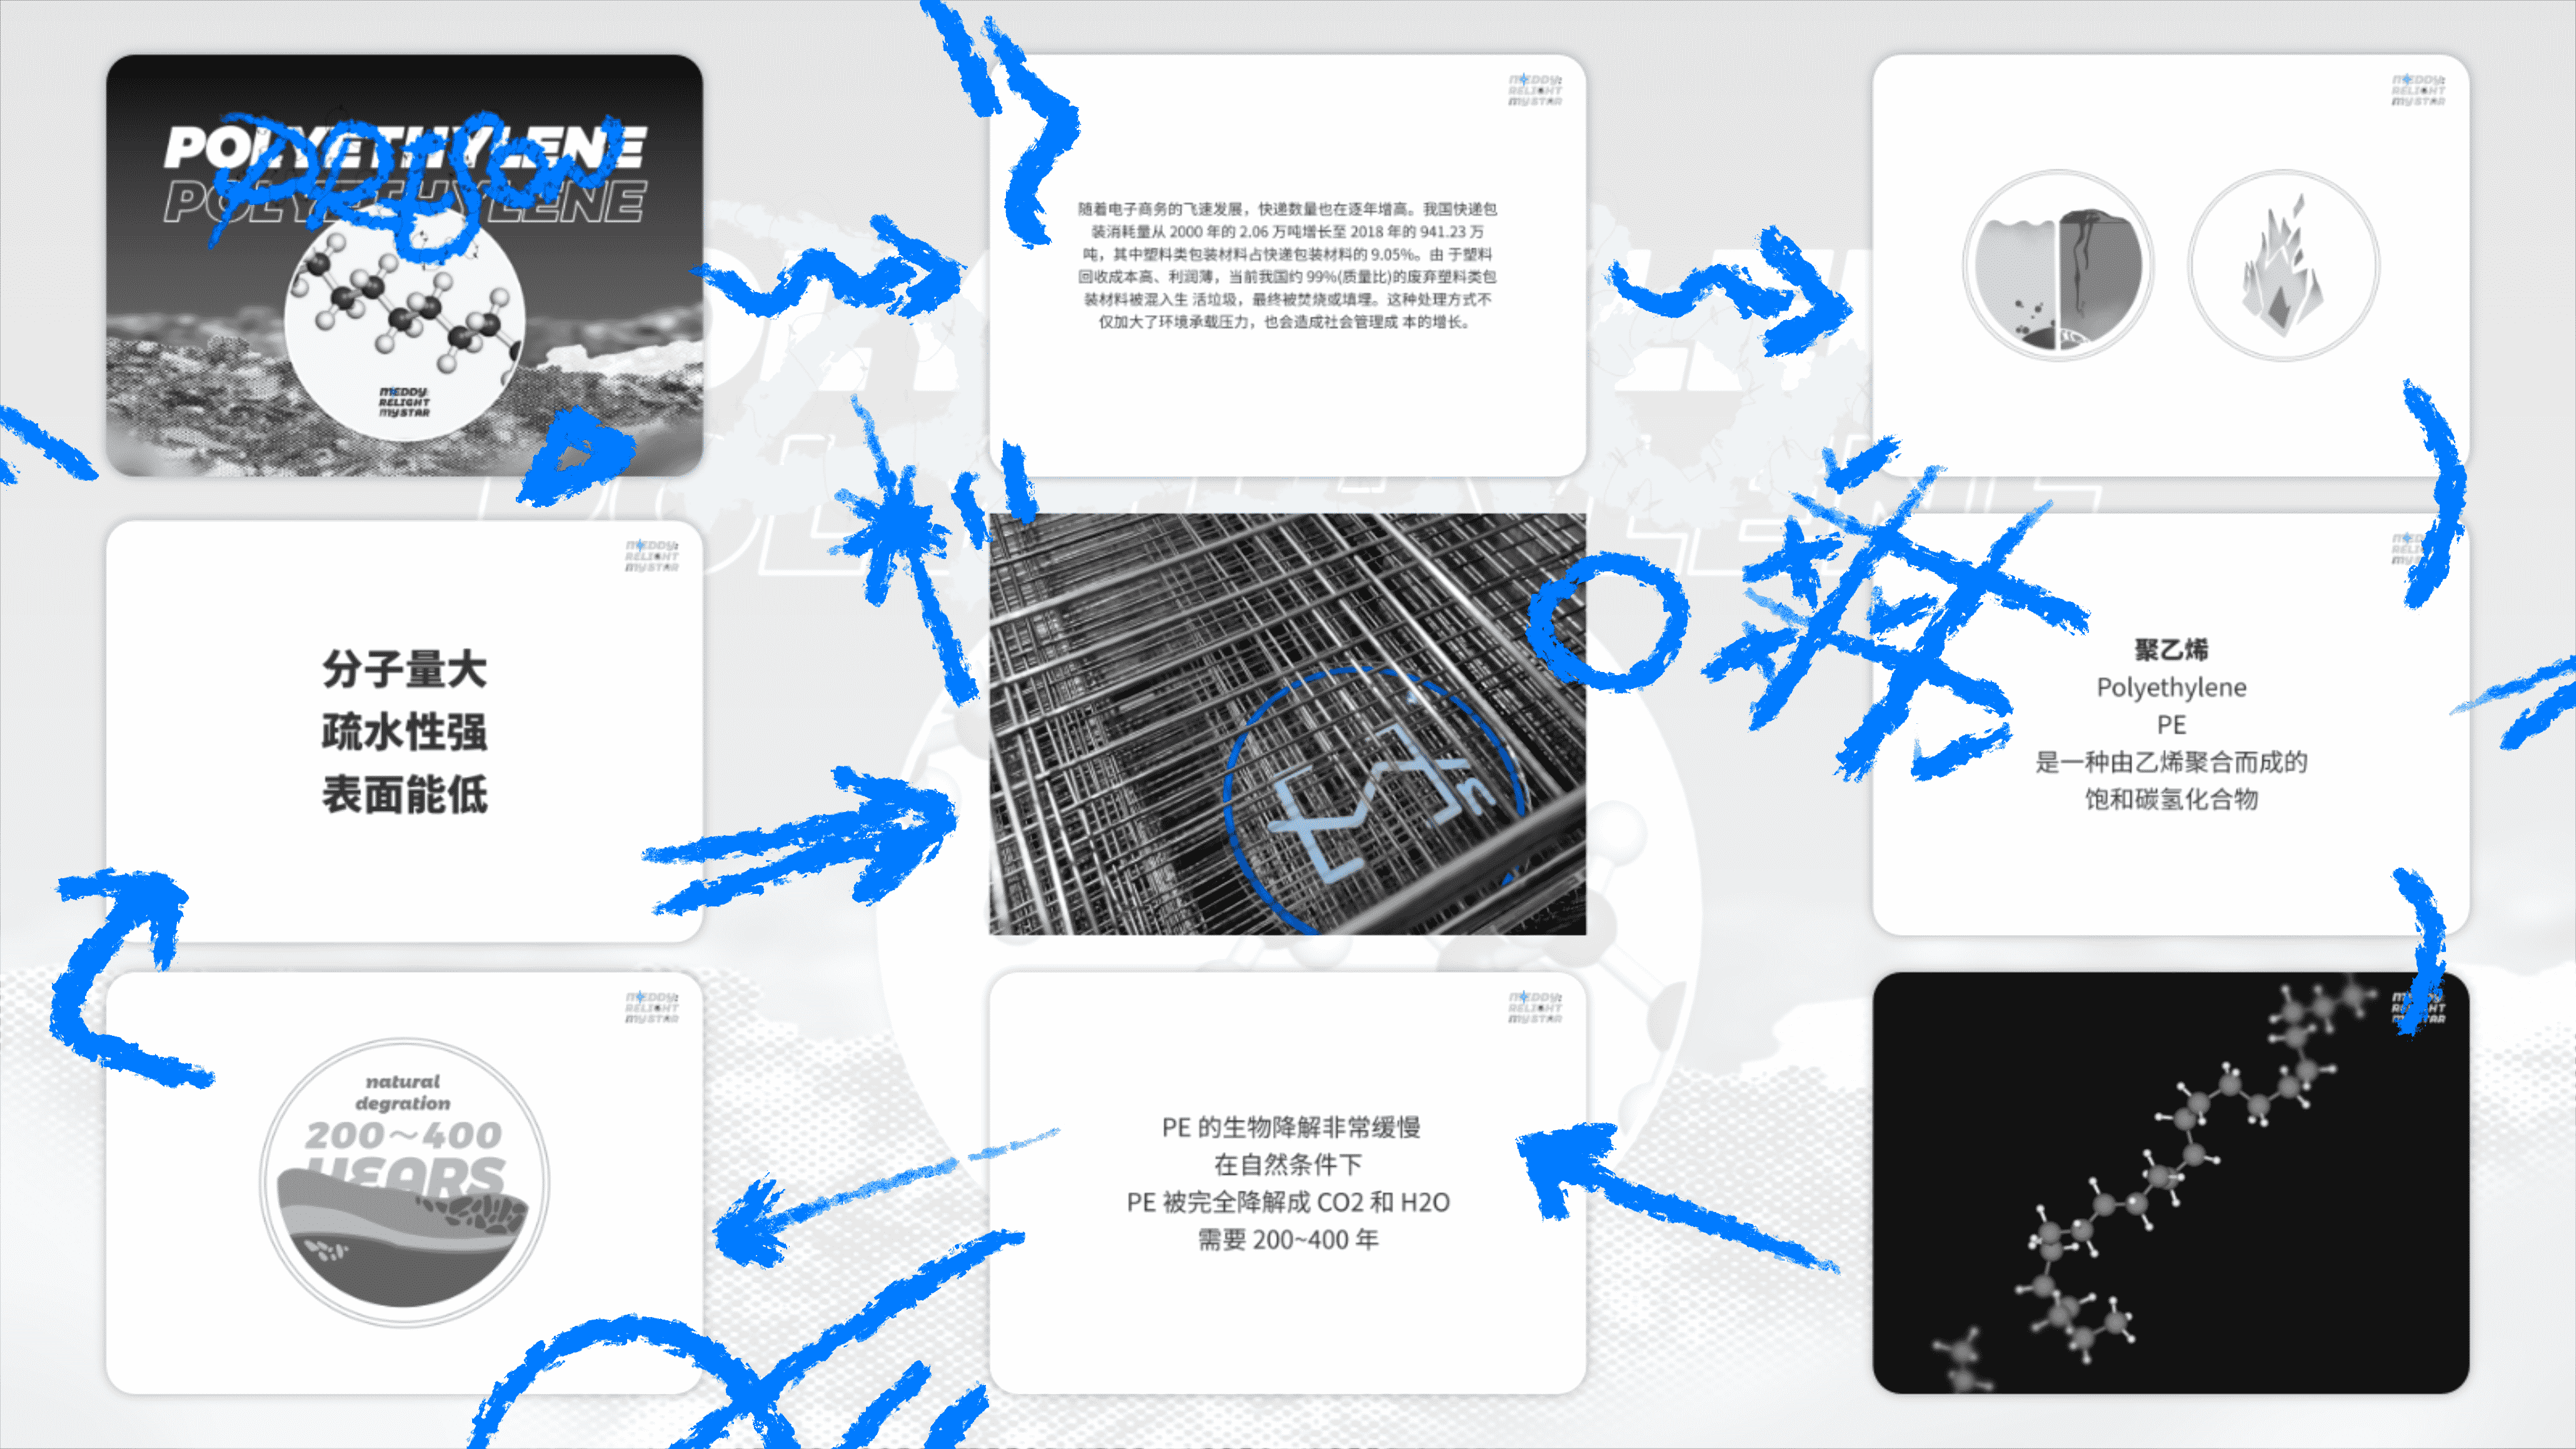 POLYETHYLENE
POLYETHYLENE
PRISON
MEDDY:
RELIGHT
MY STAR
MEDDY:
RELIGHT
MY STAR
随着电子商务的飞速发展，快递数量也在逐年增高。我国快递包
装消耗量从 2000 年的 2.06 万吨增长至 2018 年的 941.23 万
吨，其中塑料类包装材料占快递包装材料的 9.05%。由 于塑料
回收成本高、利润薄，当前我国约 99%(质量比)的废弃塑料类包
装材料被混入生 活垃圾，最终被焚烧或填埋。这种处理方式不
仅加大了环境承载压力，也会造成社会管理成 本的增长。
MEDDY:
RELIGHT
MY STAR
MEDDY:
RELIGHT
MY STAR
分子量大
疏水性强
表面能低
n
聚乙烯
Polyethylene
PE
是一种由乙烯聚合而成的
饱和碳氢化合物
MEDDY:
RELIGHT
MY STAR
natural
degration
200～400
YEARS
MEDDY:
RELIGHT
MY STAR
PE 的生物降解非常缓慢
在自然条件下
PE 被完全降解成 CO2 和 H2O
需要 200~400 年